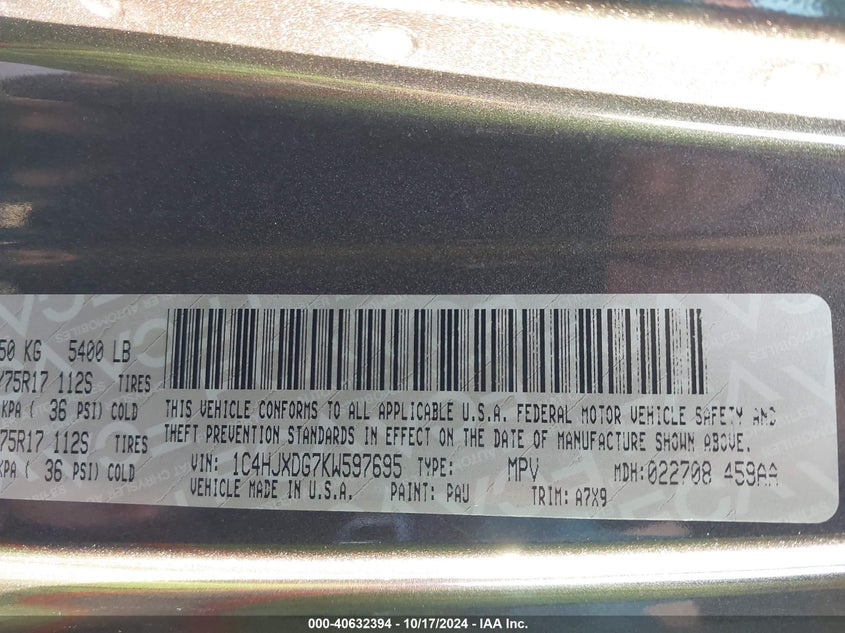 50 KG 5400 LB
/75R17 112S TIRES
KPA ( 36 PSI) COLD
75R17 112S TIRES
KPA ( 36 PSI) COLD
THIS VEHICLE CONFORMS TO ALL APPLICABLE U.S.A. FEDERAL MOTOR VEHICLE SAFETY AND
THEFT PREVENTION STANDARDS IN EFFECT ON THE DATE OF MANUFACTURE SHOWN ABOVE.
VIN: 1C4HJXDG7KW597695 TYPE: MPV MDH:022708 459AA
VEHICLE MADE IN U.S.A. PAINT: PAU TRIM: A7X9
000-40632394 - 10/17/2024 - IAA Inc.